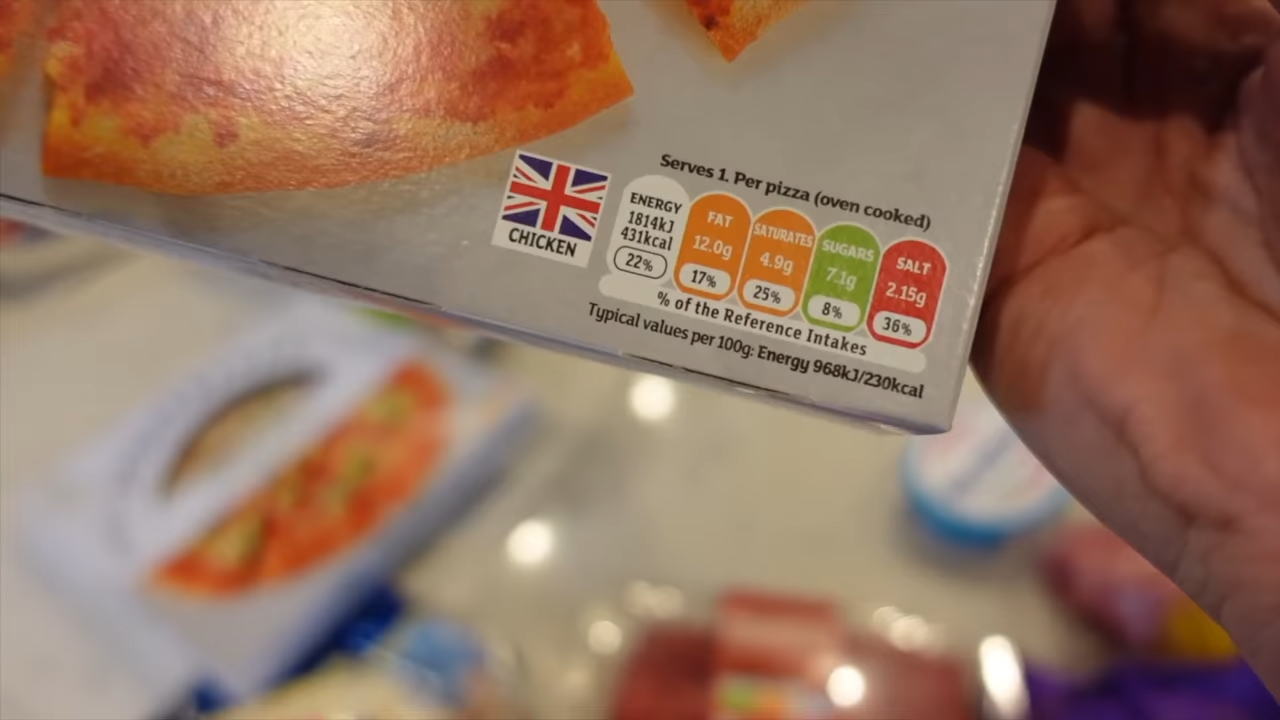 Serves 1. Per pizza (oven cooked)
CHICKEN
ENERGY
1814kJ
431kcal
22%
FAT
12.0g
17%
SATURATES
4.9g
25%
SUGARS
7.1g
8%
SALT
2.15g
36%
% of the Reference Intakes
Typical values per 100g: Energy 968kJ/230kcal